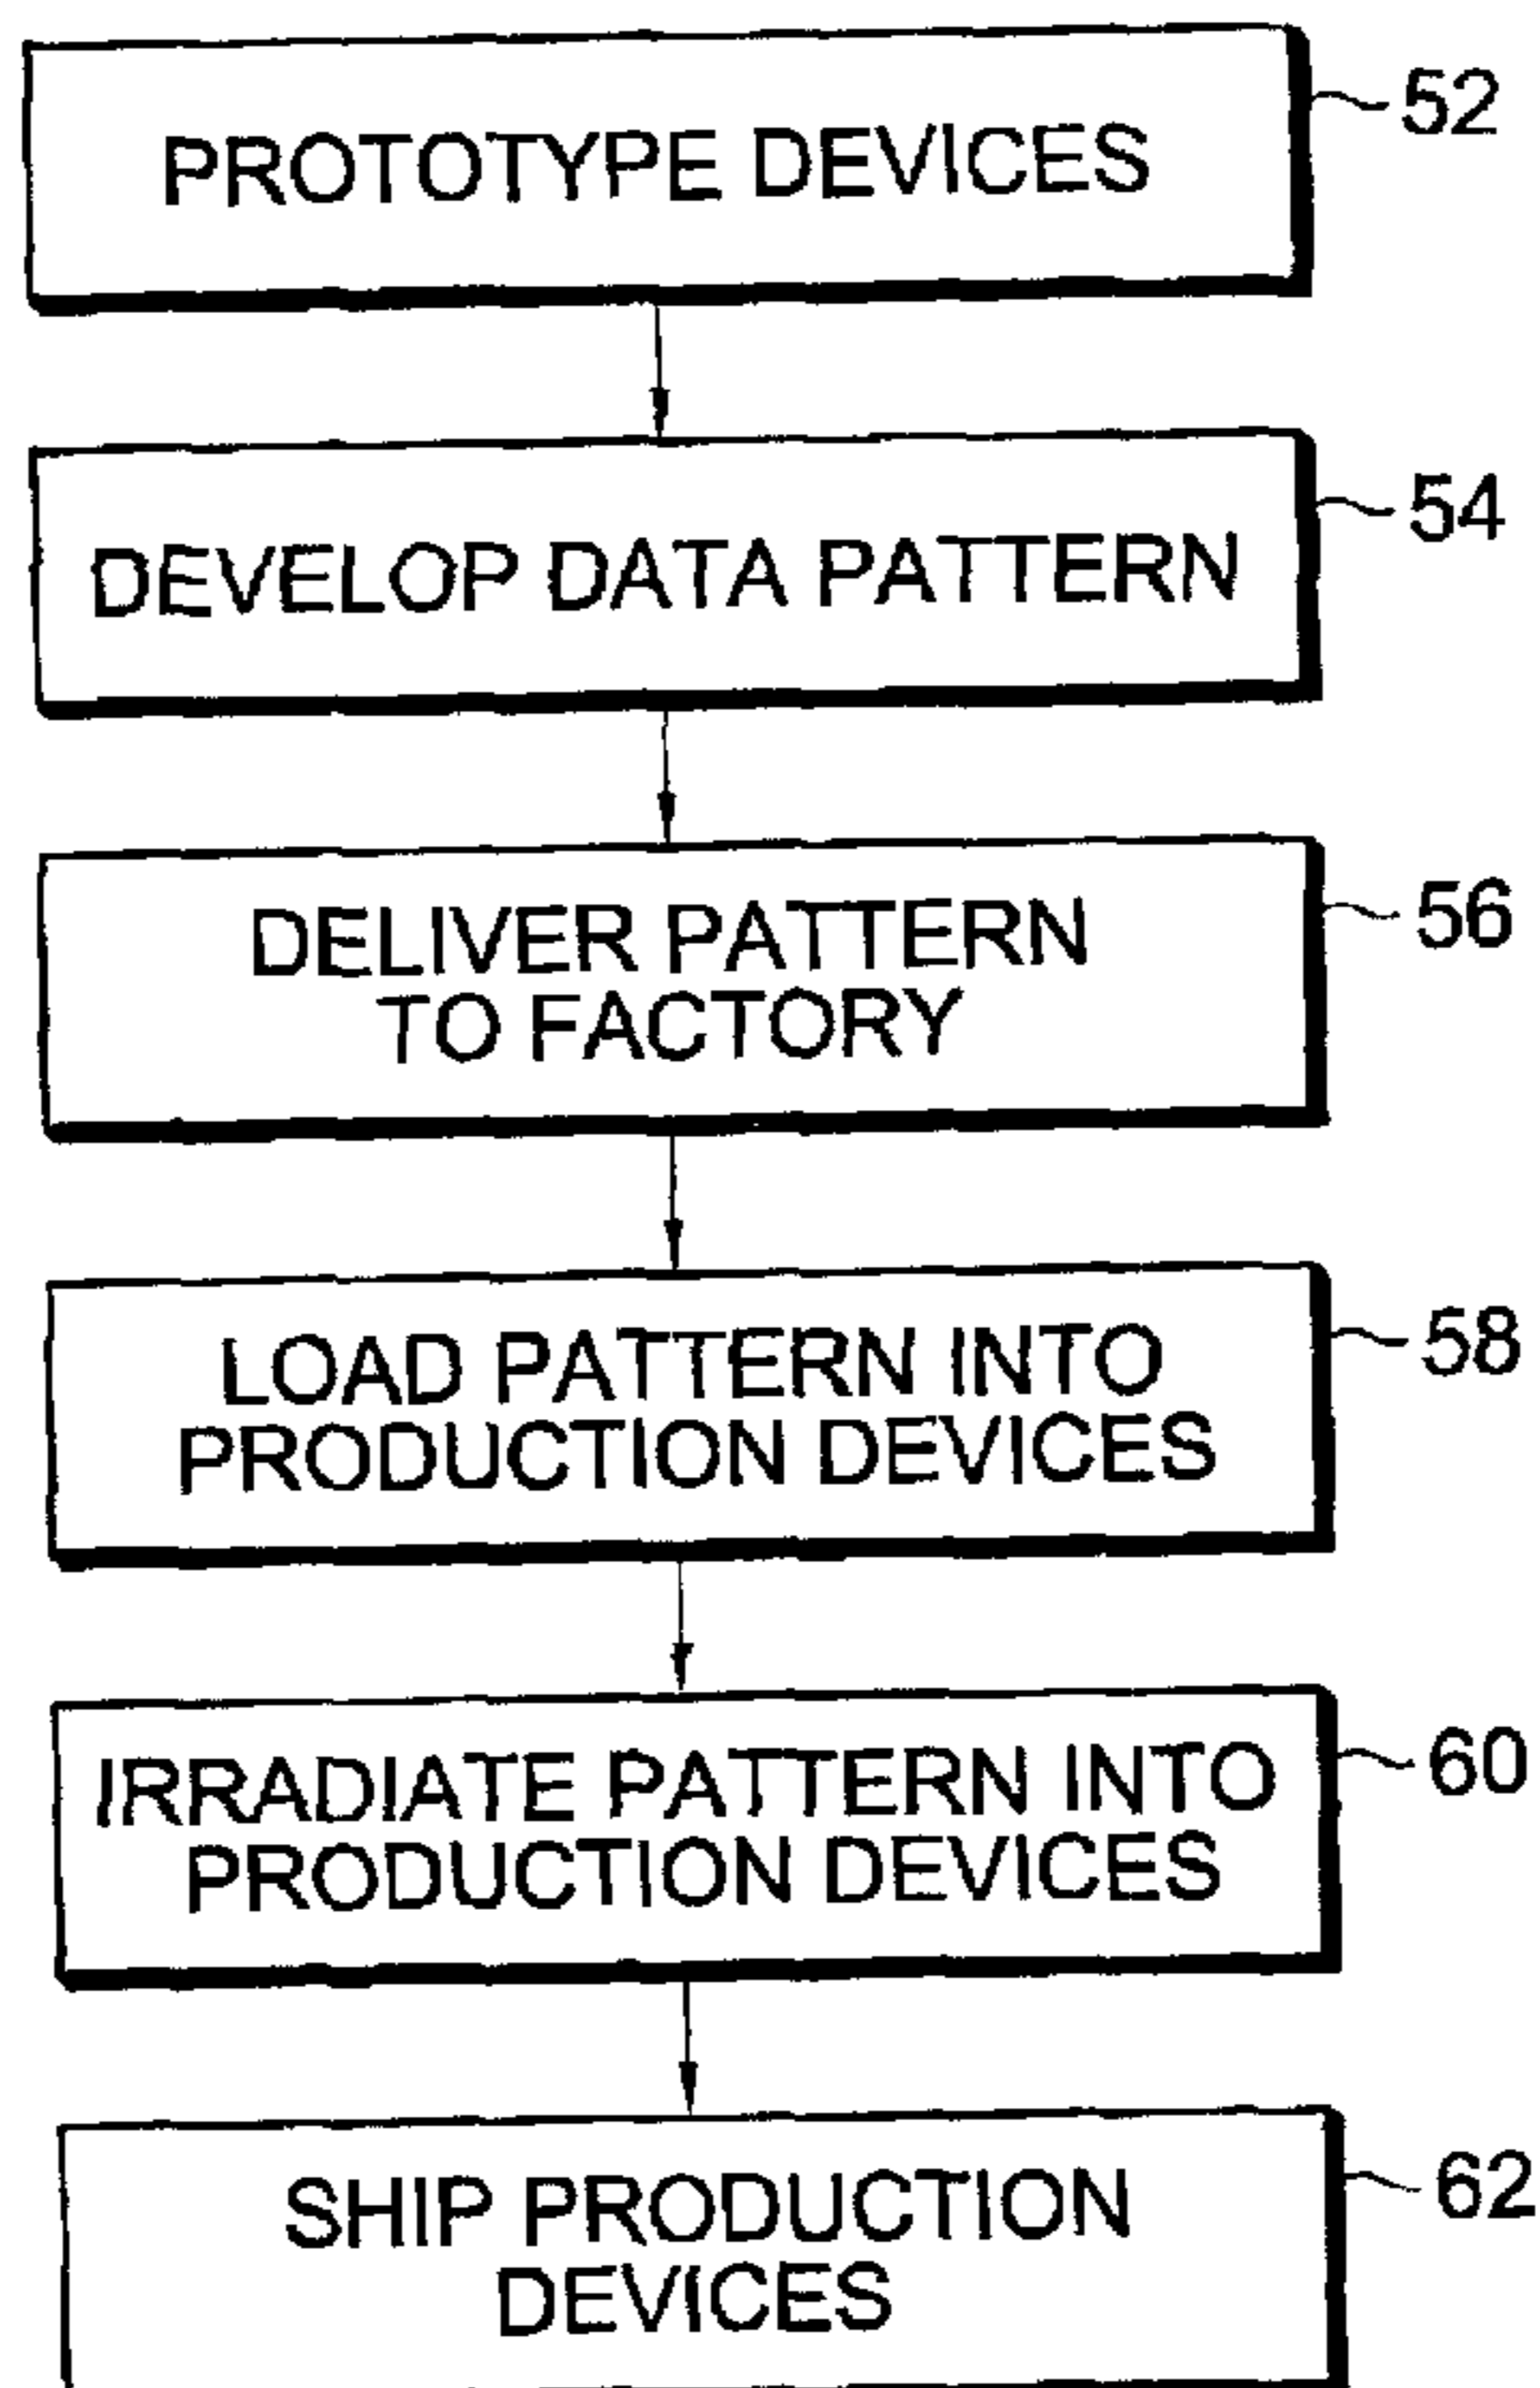 PROTOTYPE DEVICES
52
DEVELOP DATA PATTERN
54
DELIVER PATTERN
TO FACTORY
56
LOAD PATTERN INTO
PRODUCTION DEVICES
58
IRRADIATE PATTERN INTO
PRODUCTION DEVICES
60
SHIP PRODUCTION
DEVICES
62